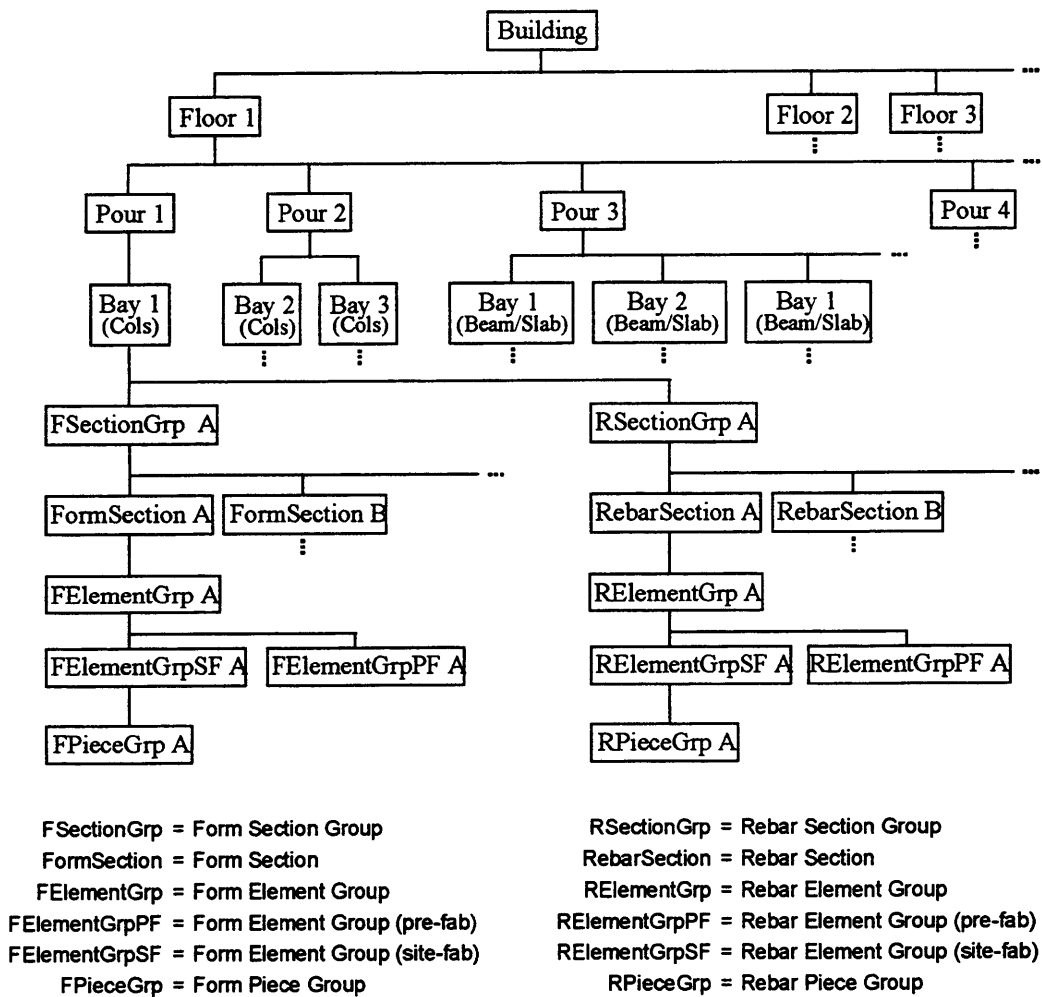 Building
...
Floor 1
Floor 2
Floor 3
...
Pour 1
Pour 2
Pour 3
Pour 4
...
Bay 1
(Cols)
Bay 2
(Cols)
Bay 3
(Cols)
Bay 1
(Beam/Slab)
Bay 2
(Beam/Slab)
Bay 1
(Beam/Slab)
FSectionGrp A
RSectionGrp A
...
...
FormSection A
FormSection B
RebarSection A
RebarSection B
FElementGrp A
RElementGrp A
FElementGrpSF A
FElementGrpPF A
RElementGrpSF A
RElementGrpPF A
FPieceGrp A
RPieceGrp A
FSectionGrp = Form Section Group
FormSection = Form Section
FElementGrp = Form Element Group
FElementGrpPF = Form Element Group (pre-fab)
FElementGrpSF = Form Element Group (site-fab)
FPieceGrp = Form Piece Group
RSectionGrp = Rebar Section Group
RebarSection = Rebar Section
RElementGrp = Rebar Element Group
RElementGrpPF = Rebar Element Group (pre-fab)
RElementGrpSF = Rebar Element Group (site-fab)
RPieceGrp = Rebar Piece Group